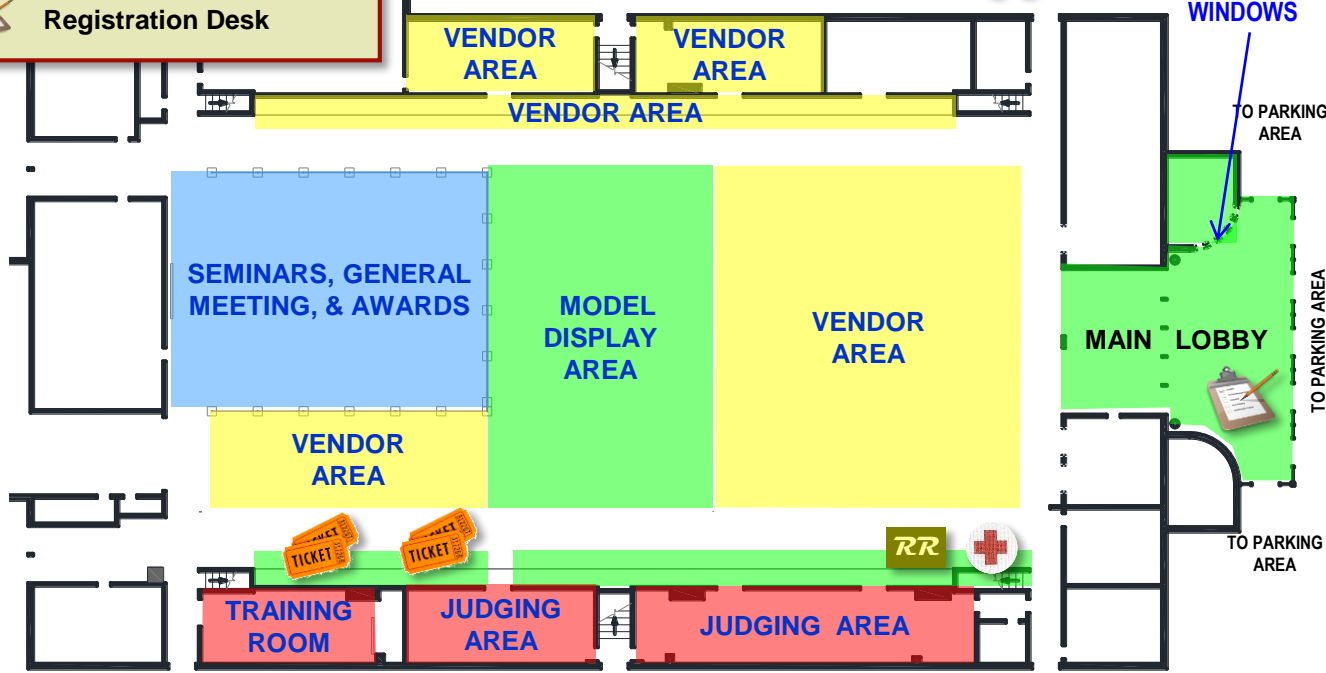 Registration Desk
WINDOWS
VENDOR
AREA
VENDOR
AREA
VENDOR AREA
TO PARKING
AREA
SEMINARS, GENERAL
MEETING, & AWARDS
MODEL
DISPLAY
AREA
VENDOR
AREA
MAIN LOBBY
TO PARKING AREA
VENDOR
AREA
TICKET
TICKET
RR
TO PARKING
AREA
TRAINING
ROOM
JUDGING
AREA
JUDGING AREA